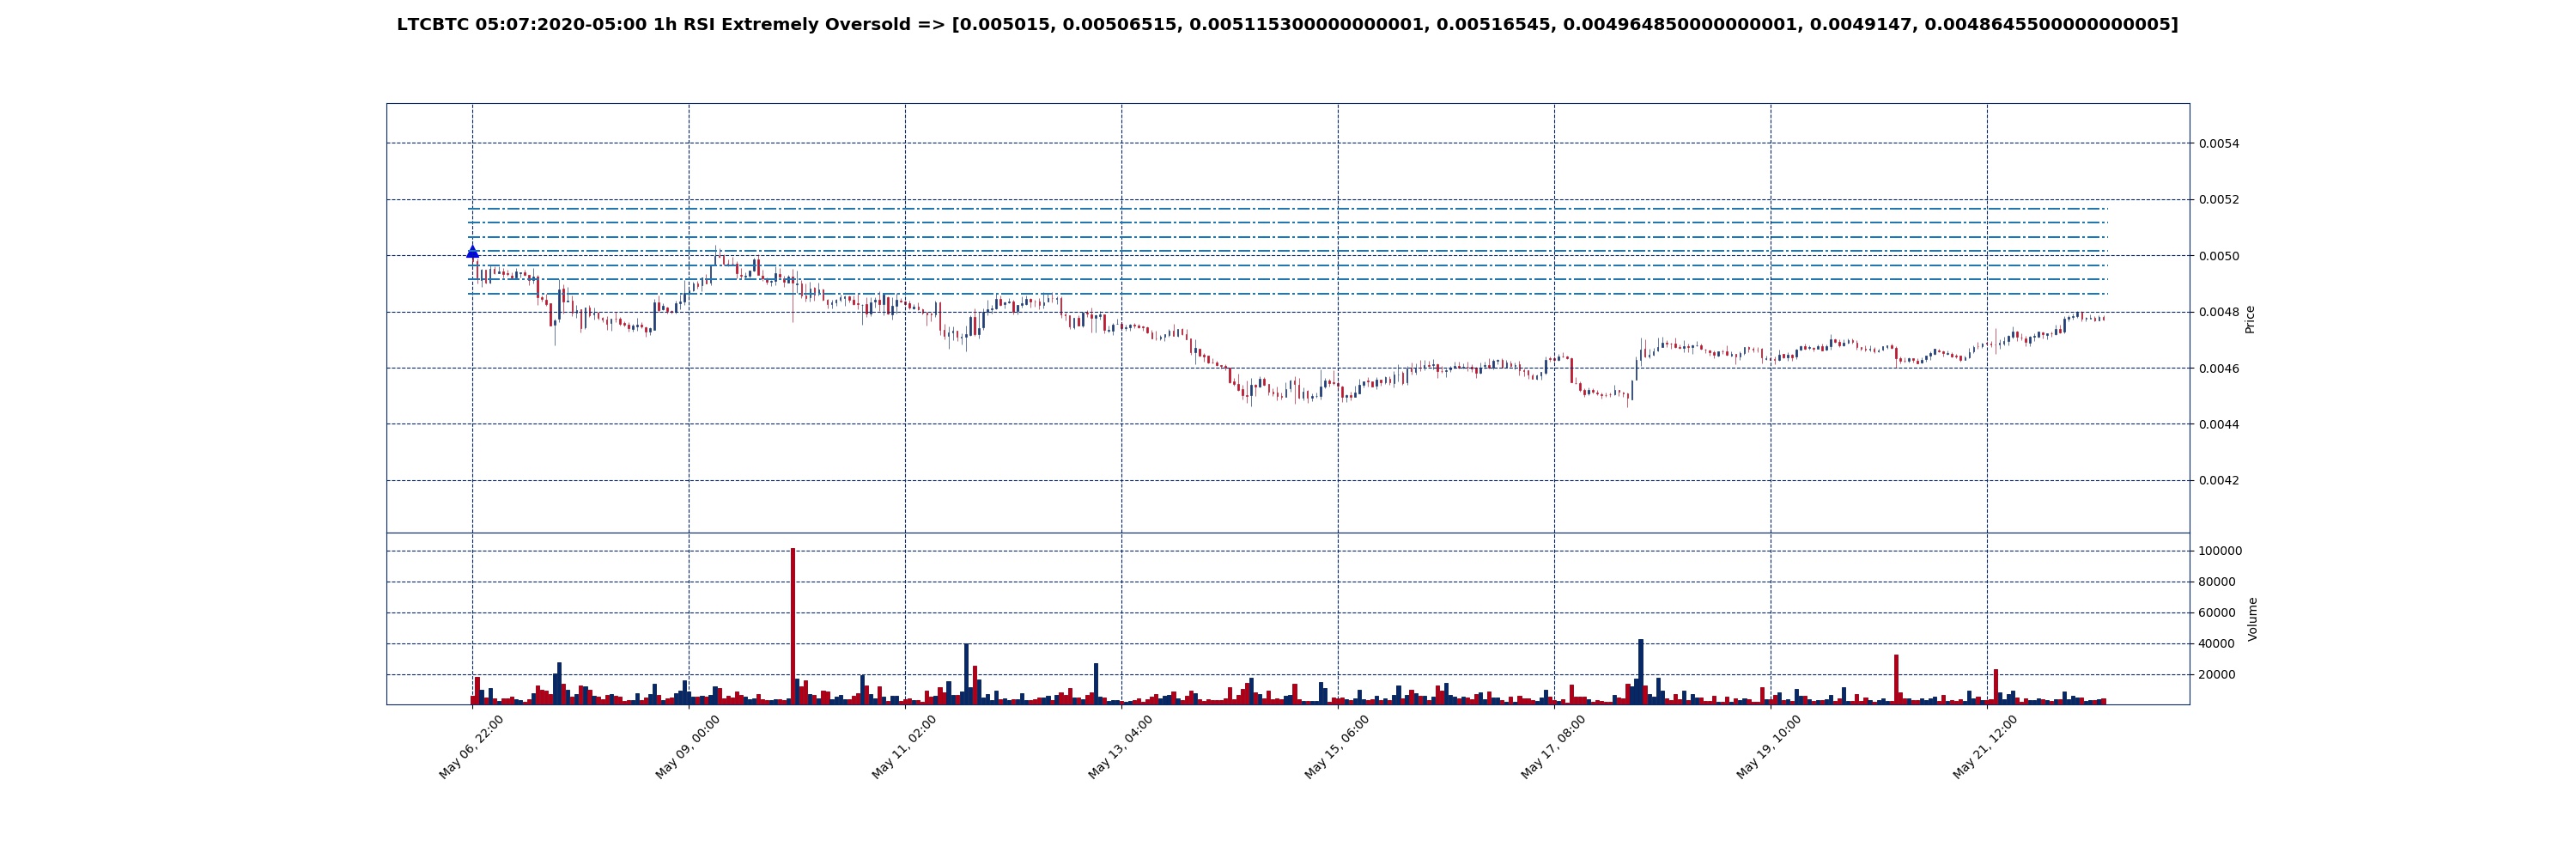 LTCBTC 05:07:2020-05:00 1h RSI Extremely Oversold => [0.005015, 0.00506515, 0.005115300000000001, 0.00516545, 0.004964850000000001, 0.0049147, 0.0048645500000000005]
0.0054
0.0052
0.0050
0.0048
0.0046
0.0044
0.0042
Price
100000
80000
60000
40000
20000
Volume
May 06, 22:00
May 09, 00:00
May 11, 02:00
May 13, 04:00
May 15, 06:00
May 17, 08:00
May 19, 10:00
May 21, 12:00